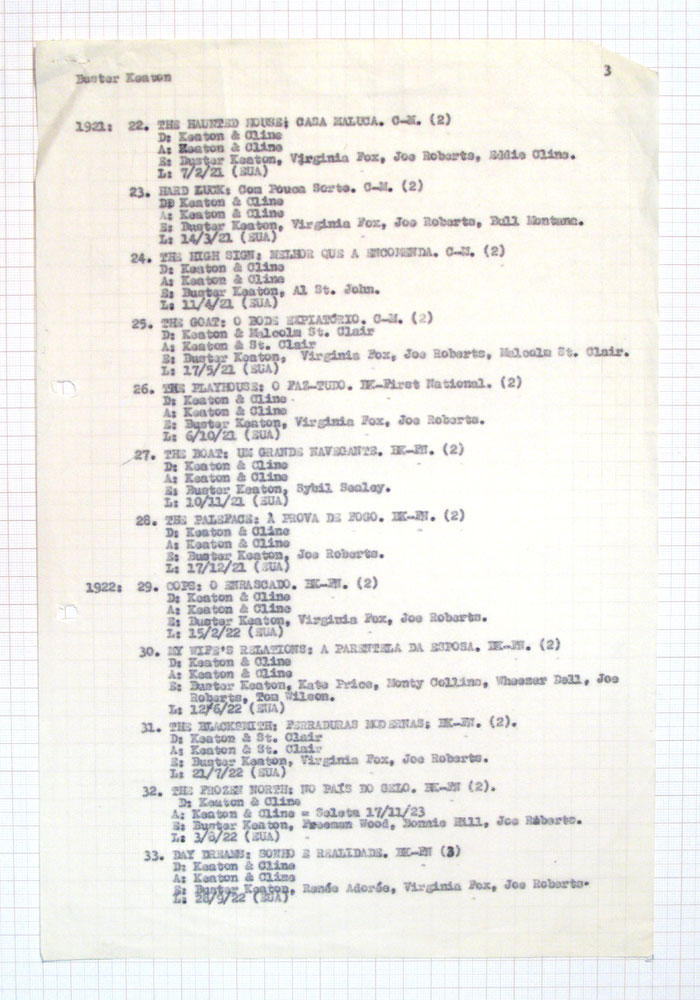 Buster Keaton
3
1921: 22. THE HAUNTED HOUSE; CASA MALUCA. C-M. (2)
D: Keaton & Cline
A: Keaton & Cline
E: Buster Keaton, Virginia Fox, Joe Roberts, Eddie Cline.
L: 7/2/21 (EUA)
23. HARD LUCK: Com Pouca Sorte. C-M. (2)
D: Keaton & Cline
A: Keaton & Cline
E: Buster Keaton, Virginia Fox, Joe Roberts, Bull Montana.
L: 14/3/21 (EUA)
24. THE HIGH SIGN; MELHOR QUE A ENCOMENDA. C-M. (2)
D: Keaton & Cline
A: Keaton & Cline
E: Buster Keaton, Al St. John.
L: 11/4/21 (EUA)
25. THE GOAT: O BODE EXPIATÓRIO. C-M. (2)
D: Keaton & Malcolm St. Clair
A: Keaton & St. Clair
E: Buster Keaton, Virginia Fox, Joe Roberts, Malcolm St. Clair.
L: 17/5/21 (EUA)
26. THE PLAYHOUSE: O FAZ-TUDO. BK-First National. (2)
D: Keaton & Cline
A: Keaton & Cline
E: Buster Keaton, Virginia Fox, Joe Roberts.
L: 6/10/21 (EUA)
27. THE BOAT: UM GRANDE NAVEGANTE. BK-FN. (2)
D: Keaton & Cline
A: Keaton & Cline
E: Buster Keaton, Sybil Sealey.
L: 10/11/21 (EUA)
28. THE PALEFACE: À PROVA DE FOGO. BK-FN. (2)
D: Keaton & Cline
A: Keaton & Cline
E: Buster Keaton, Joe Roberts.
L: 17/12/21 (EUA)
1922: 29. COPS: O ENRASCADO. BK-FN. (2)
D: Keaton & Cline
A: Keaton & Cline
E: Buster Keaton, Virginia Fox, Joe Roberts.
L: 15/2/22 (EUA)
30. MY WIFE'S RELATIONS: A PARENTELA DA ESPOSA. BK-FN. (2)
D: Keaton & Cline
A: Keaton & Cline
E: Buster Keaton, Kate Price, Monty Collins, Wheezer Dell, Joe
Roberts, Tom Wilson.
L: 12/6/22 (EUA)
31. THE BLACKSMITH: FERRADURAS MODERNAS; BK-FN. (2).
D: Keaton & St. Clair
A: Keaton & St. Clair
E: Buster Keaton, Virginia Fox, Joe Roberts.
L: 21/7/22 (EUA)
32. THE FROZEN NORTH: NO PAÍS DO GELO. BK-FN (2).
D: Keaton & Cline
A: Keaton & Cline = Seleta 17/11/23
E: Buster Keaton, Freeman Wood, Bonnie Hill, Joe Roberts.
L: 3/8/22 (EUA)
33. DAY DREAMS: SONHO E REALIDADE. BK-FN (3)
D: Keaton & Cline
A: Keaton & Cline
E: Buster Keaton, Renée Adorée, Virginia Fox, Joe Roberts.
L: 28/9/22 (EUA)